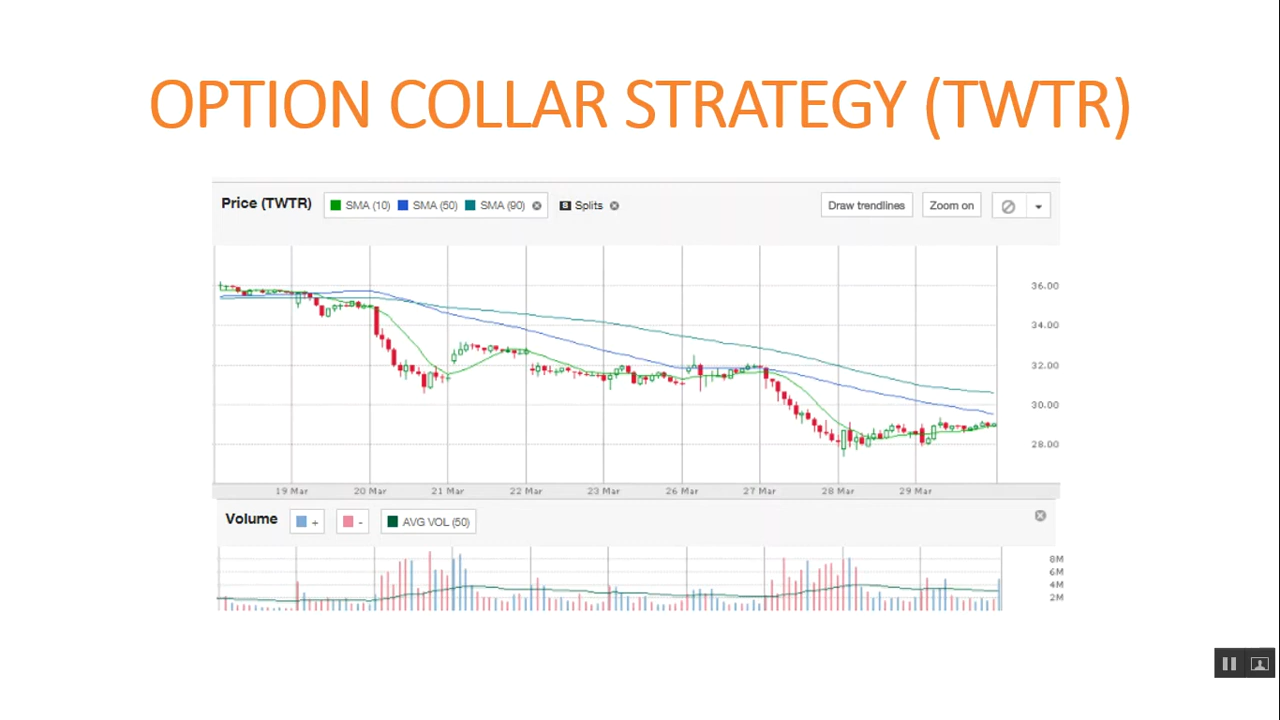 OPTION COLLAR STRATEGY (TWTR)
Price (TWTR) SMA (10) SMA (50) SMA (90) Splits Draw trendlines Zoom on
36.00
34.00
32.00
30.00
28.00
19 Mar 20 Mar 21 Mar 22 Mar 23 Mar 26 Mar 27 Mar 28 Mar 29 Mar
Volume + - AVG VOL (50)
8M
6M
4M
2M